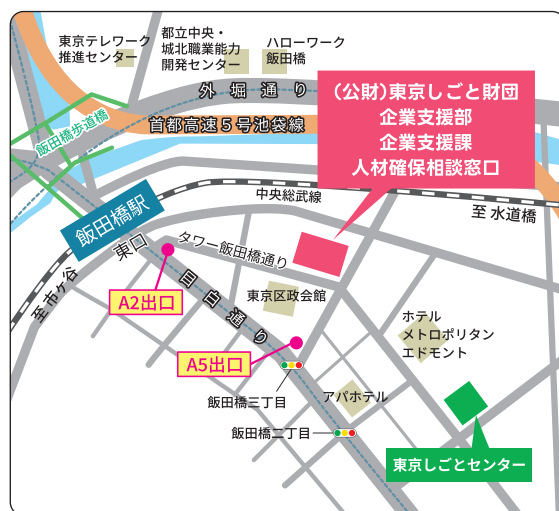 東京テレワーク
推進センター
都立中央・
城北職業能力
開発センター
ハローワーク
飯田橋
外堀通り
首都高速5号池袋線
飯田橋歩道橋
(公財)東京しごと財団
企業支援部
企業支援課
人材確保相談窓口
中央総武線
至 水道橋
飯田橋駅
東口
タワー飯田橋通り
至 市ヶ谷
A2出口
目白通り
東京区政会館
A5出口
ホテル
メトロポリタン
エドモント
飯田橋三丁目
アパホテル
飯田橋二丁目
東京しごとセンター